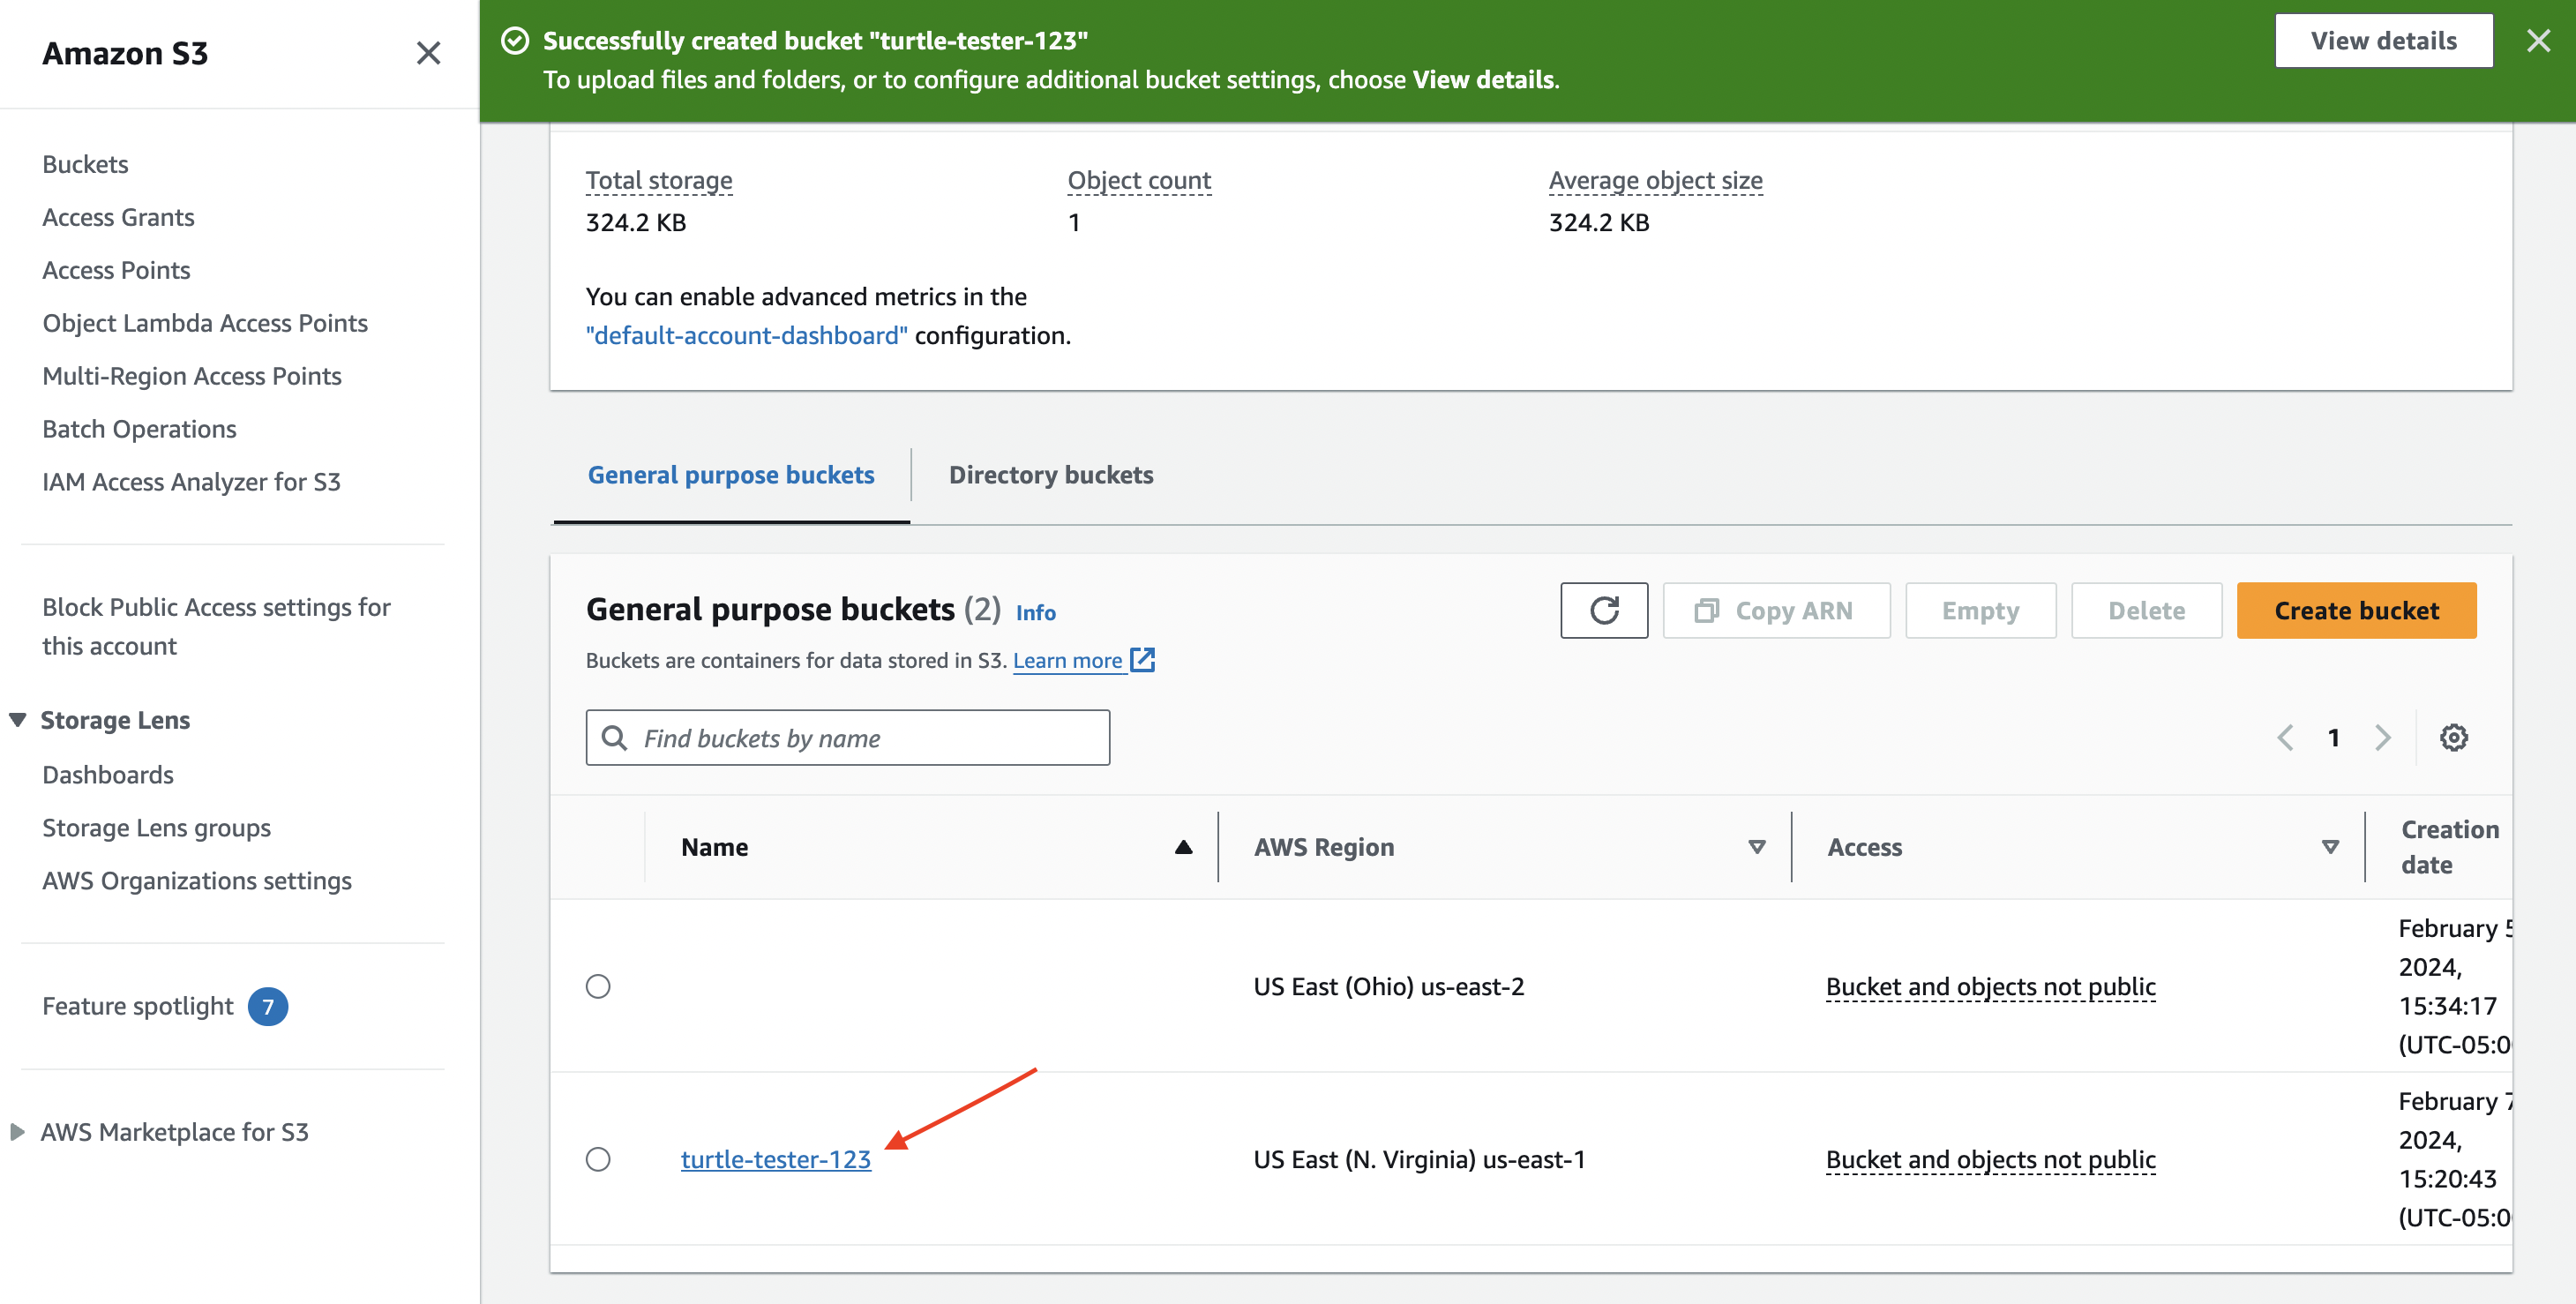 Amazon S3
Buckets
Access Grants
Access Points
Object Lambda Access Points
Multi-Region Access Points
Batch Operations
IAM Access Analyzer for S3
Block Public Access settings for
this account
Storage Lens
Dashboards
Storage Lens groups
AWS Organizations settings
Feature spotlight 7
AWS Marketplace for S3
Successfully created bucket "turtle-tester-123"
To upload files and folders, or to configure additional bucket settings, choose View details.
View details
Total storage Object count Average object size
324.2 KB 1 324.2 KB
You can enable advanced metrics in the
"default-account-dashboard" configuration.
General purpose buckets Directory buckets
General purpose buckets (2) Info
Buckets are containers for data stored in S3. Learn more
Copy ARN Empty Delete Create bucket
Find buckets by name
1
Name AWS Region Access Creation
date
US East (Ohio) us-east-2 Bucket and objects not public
February 5
2024,
15:34:17
(UTC-05:0
turtle-tester-123 US East (N. Virginia) us-east-1 Bucket and objects not public
February 7
2024,
15:20:43
(UTC-05:0